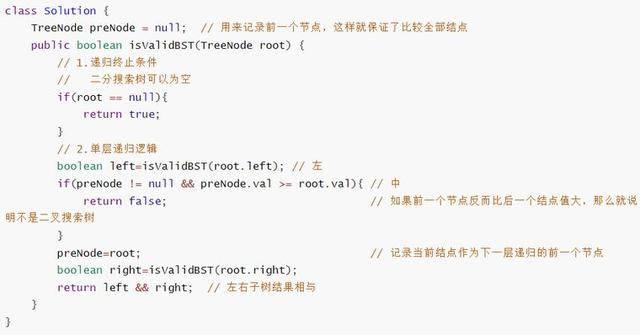 class Solution {
    TreeNode preNode = null;  // 用来记录前一个节点，这样就保证了比较全部结点
    public boolean isValidBST(TreeNode root) {
        // 1.递归终止条件
        //   二分搜索树可以为空
        if(root == null){
            return true;
        }
        // 2.单层递归逻辑
        boolean left=isValidBST(root.left); // 左
        if(preNode != null && preNode.val >= root.val){ // 中
            return false;                               // 如果前一个节点反而比后一个结点值大，那么就说
明不是二叉搜索树
        }
        preNode=root;                                   // 记录当前结点作为下一层递归的前一个节点
        boolean right=isValidBST(root.right);
        return left && right;  // 左右子树结果相与
    }
}